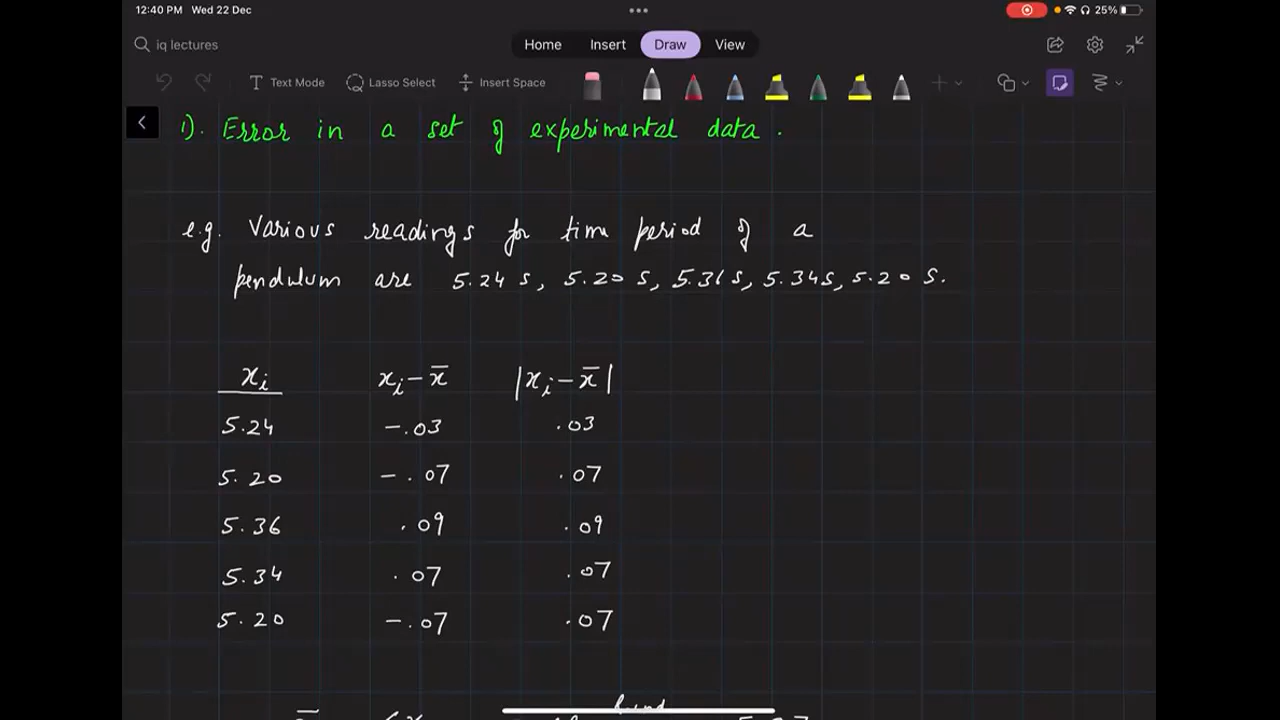 12:40 PM Wed 22 Dec
25%
iq lectures
Home Insert Draw View
Text Mode Lasso Select Insert Space
1). Error in a set of experimental data.
e.g. Various readings for time period of a
pendulum are 5.24 s, 5.20 s, 5.36 s, 5.34 s, 5.20 s.
xᵢ xᵢ-x̄ |xᵢ-x̄|
5.24 -.03 .03
5.20 -.07 .07
5.36 .09 .09
5.34 .07 .07
5.20 -.07 .07